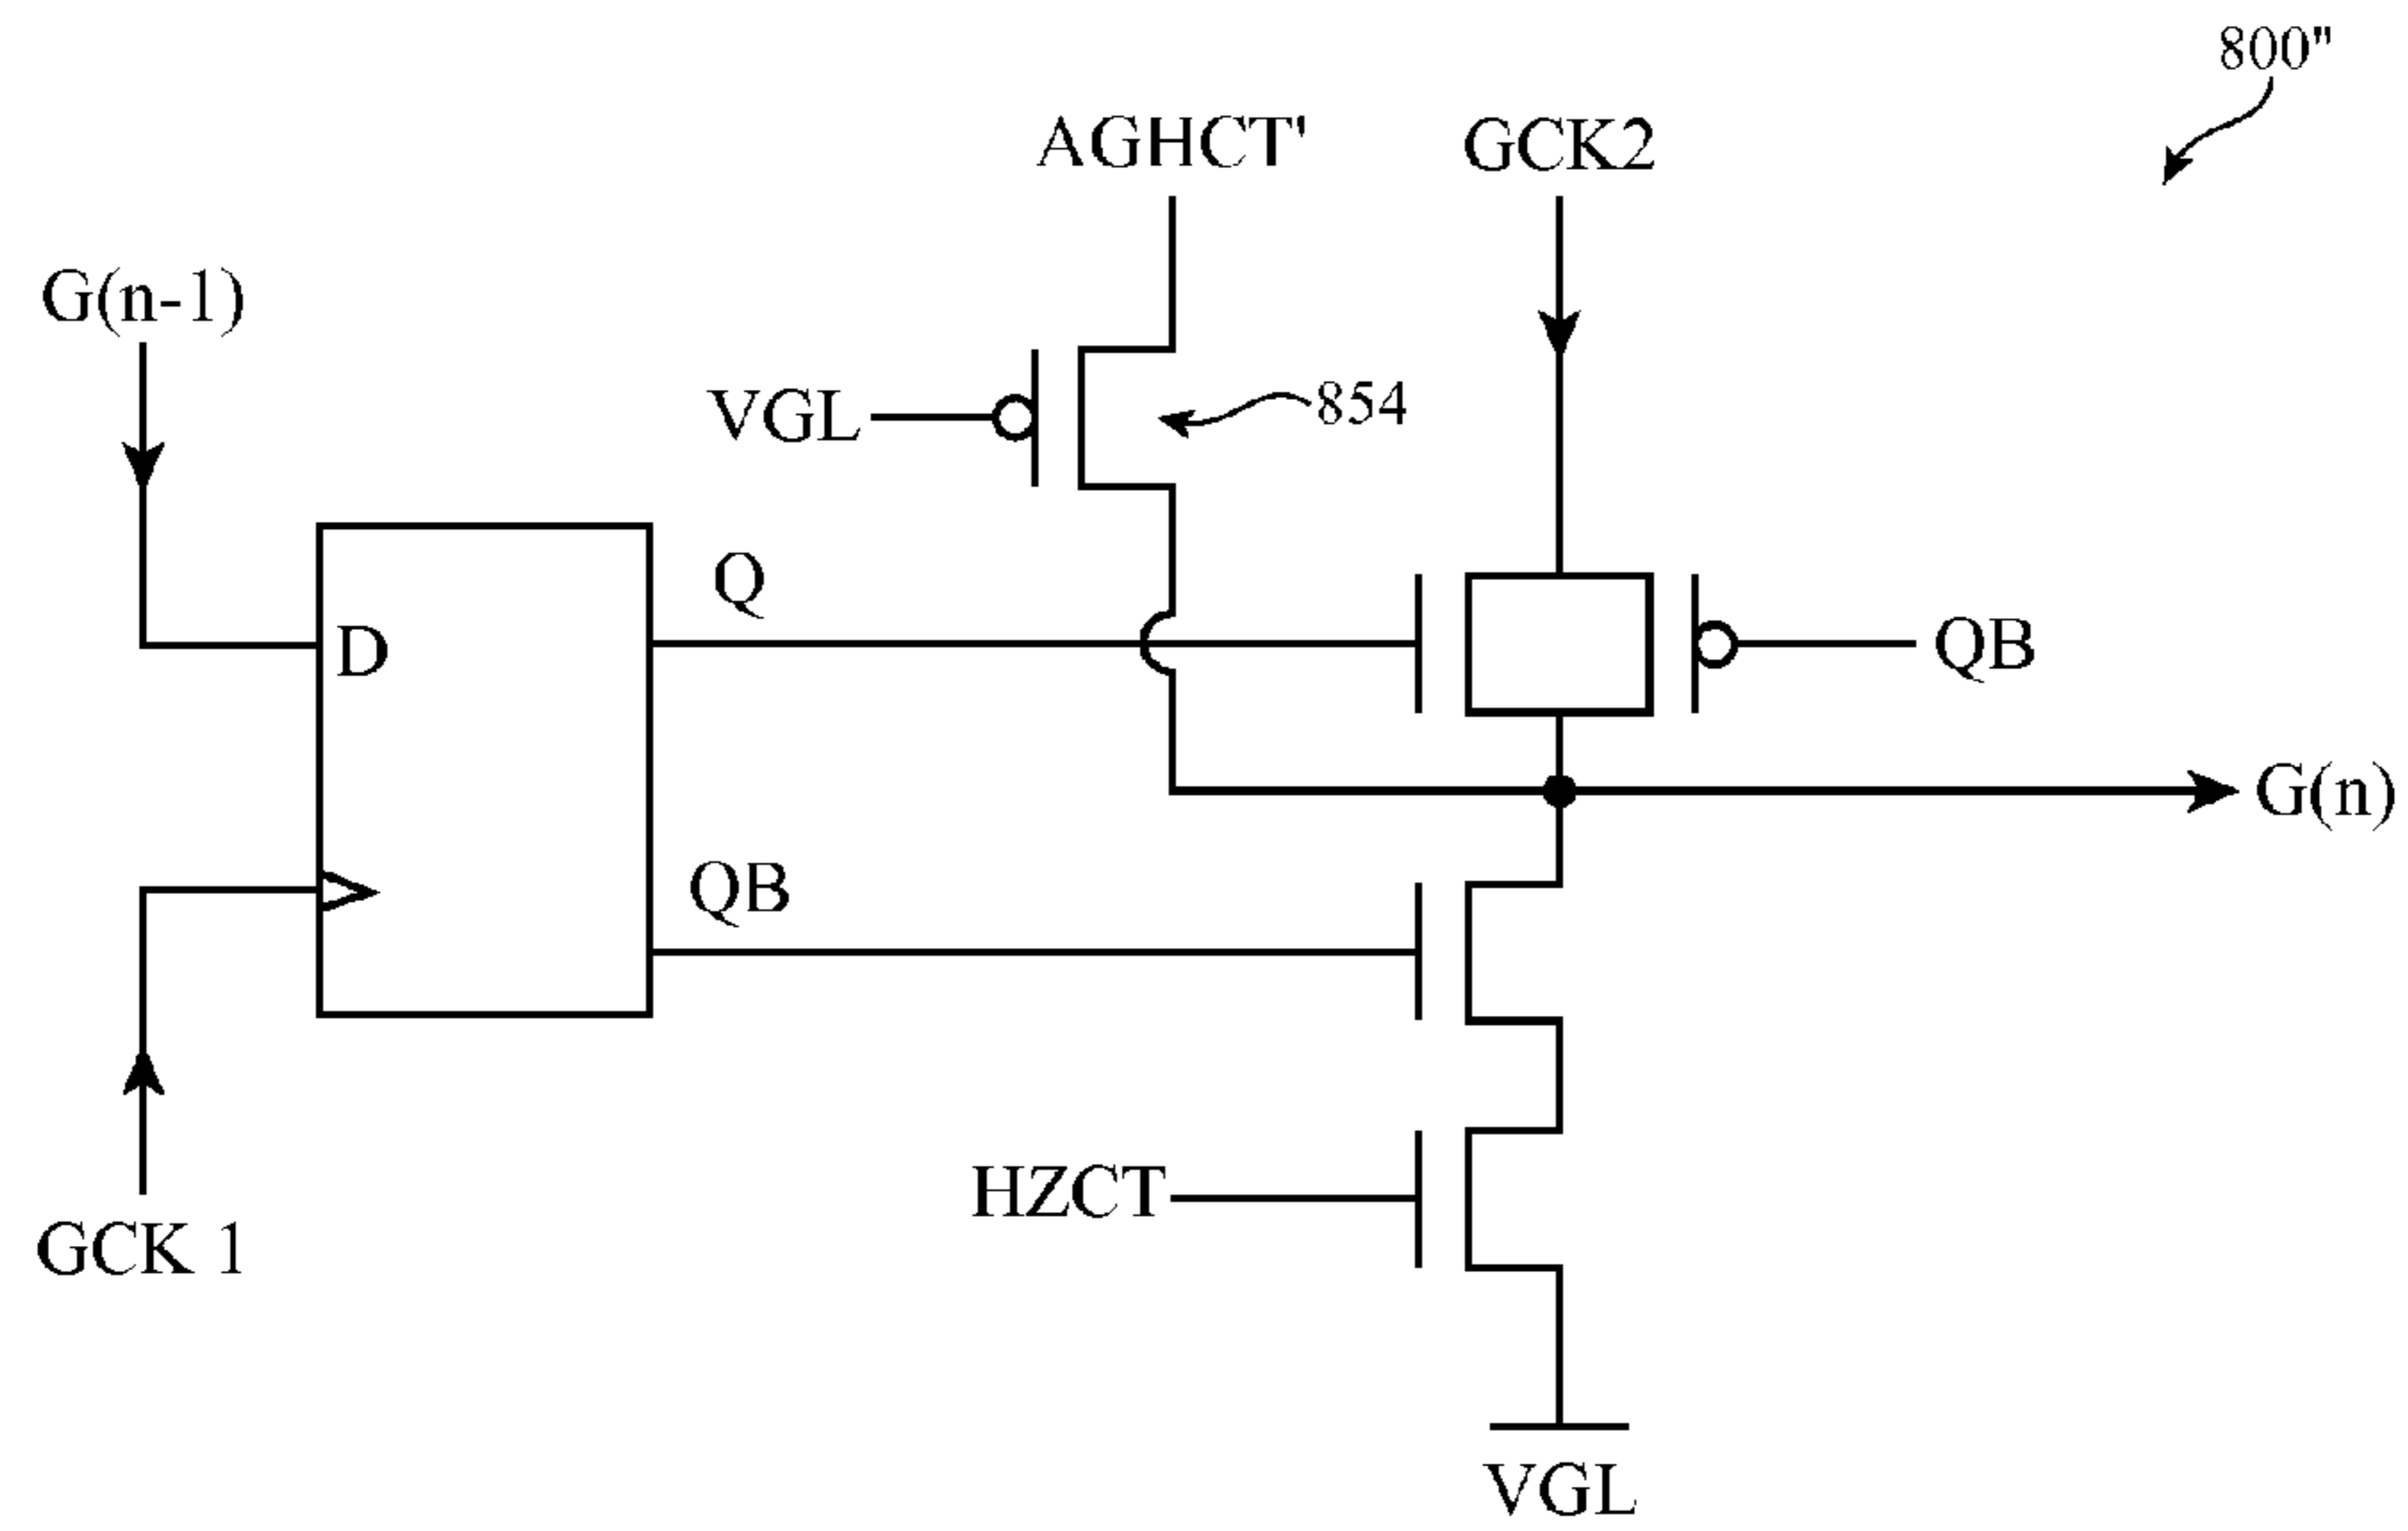 800"
AGHCT'
GCK2
G(n-1)
VGL
854
Q
D
QB
G(n)
QB
HZCT
GCK 1
VGL